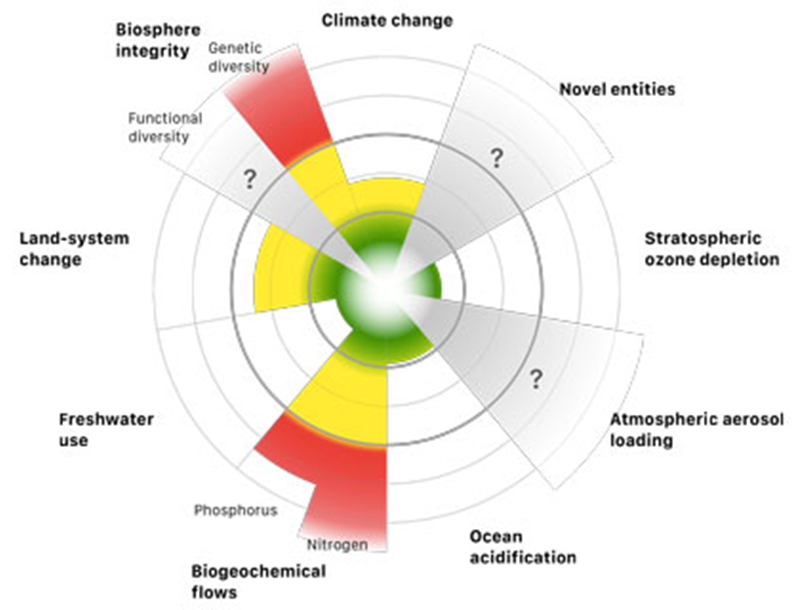 Climate change
Biosphere
integrity
Genetic
diversity
Novel entities
Functional
diversity
?
?
Land-system
change
Stratospheric
ozone depletion
?
Freshwater
use
Atmospheric aerosol
loading
Phosphorus
Nitrogen
Ocean
acidification
Biogeochemical
flows